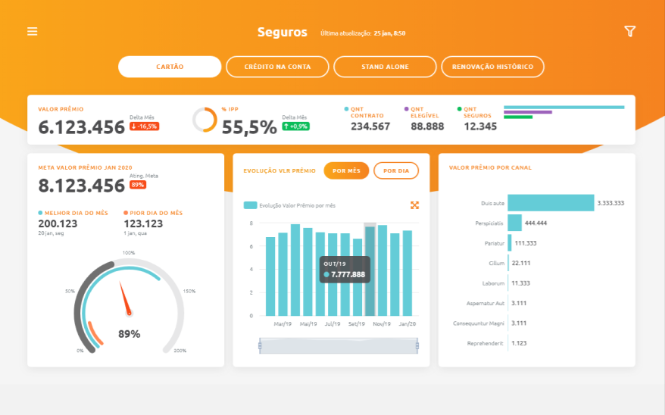 Seguros Última atualização 25 jan, 8:50
CARTÃO
CRÉDITO NA CONTA
STAND ALONE
RENOVAÇÃO HISTÓRICO
VALOR PRÊMIO
6.123.456
Delta Mês
-16,5%
% IPP
55,5%
Delta Mês
+0,9%
QNT
CONTRATO
234.567
QNT
ELEGÍVEL
88.888
QNT
SEGUROS
12.345
META VALOR PRÊMIO JAN 2020
8.123.456
Ating. Meta
89%
MELHOR DIA DO MÊS
200.123
20 jan, seg
PIOR DIA DO MÊS
123.123
1 jan, qua
0%
50%
100%
150%
200%
89%
EVOLUÇÃO VLR PRÊMIO
POR MÊS
POR DIA
Evolução Valor Prêmio por mês
8
6
4
2
0
OUT/19
7.777.888
Mar/19
Mai/19
Jul/19
Set/19
Nov/19
Jan/20
VALOR PRÊMIO POR CANAL
Duis aute 3.333.333
Perspiciatis 444.444
Pariatur 111.333
Cillum 22.111
Laborum 11.333
Aspernatur Aut 3.111
Consequuntur Magni 3.111
Reprehenderit 1.123